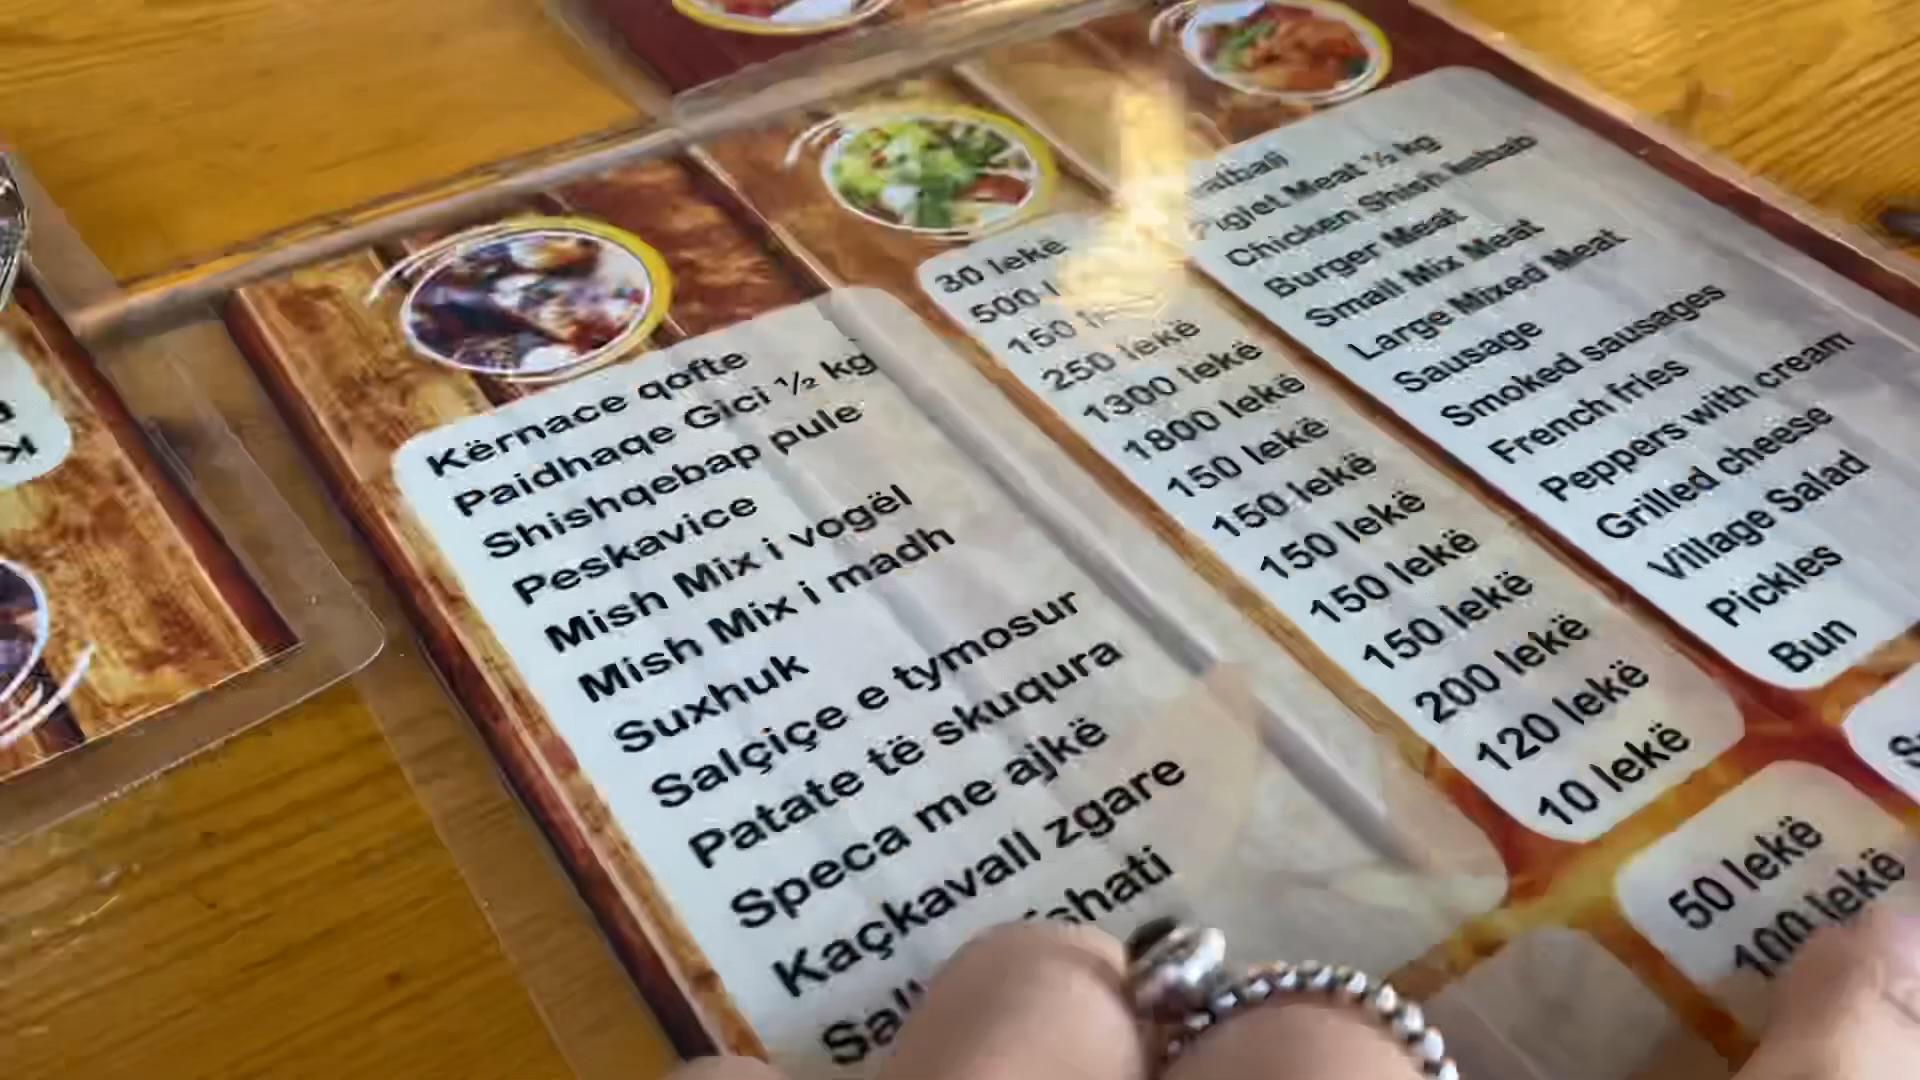 Kërnace qofte
Paidhaqe Gici ½ kg
Shishqebap pule
Peskavice
Mish Mix i vogël
Mish Mix i madh
Suxhuk
Salçiçe e tymosur
Patate të skuqura
Speca me ajkë
Kaçkavall zgare
30 lekë
500
150
250 lekë
1300 lekë
1800 lekë
150 lekë
150 lekë
150 lekë
150 lekë
150 lekë
200 lekë
120 lekë
10 lekë
Meat ½ kg
Chicken Shish kebab
Burger Meat
Small Mix Meat
Large Mixed Meat
Sausage
Smoked sausages
French fries
Peppers with cream
Grilled cheese
Village Salad
Pickles
Bun
50 lekë
100 lekë